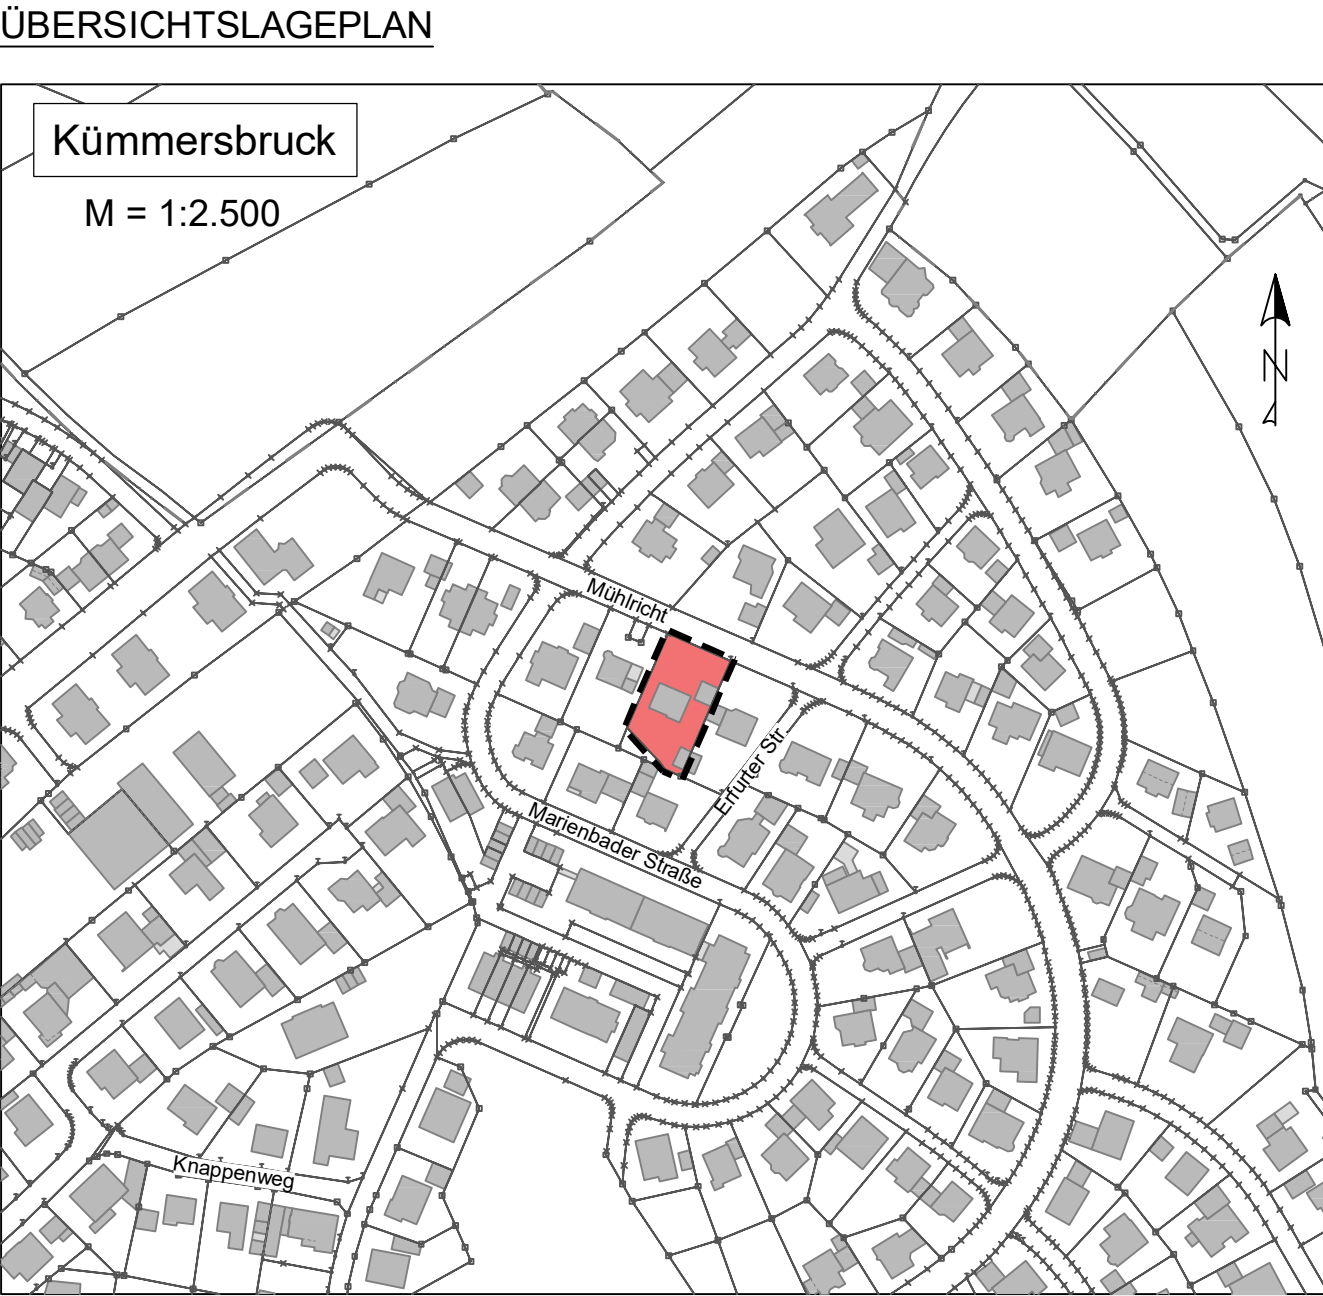 ÜBERSICHTSLAGEPLAN
Kümmersbruck
M = 1:2.500
N
Mühlricht
Erfurter Str.
Marienbader Straße
Knappenweg